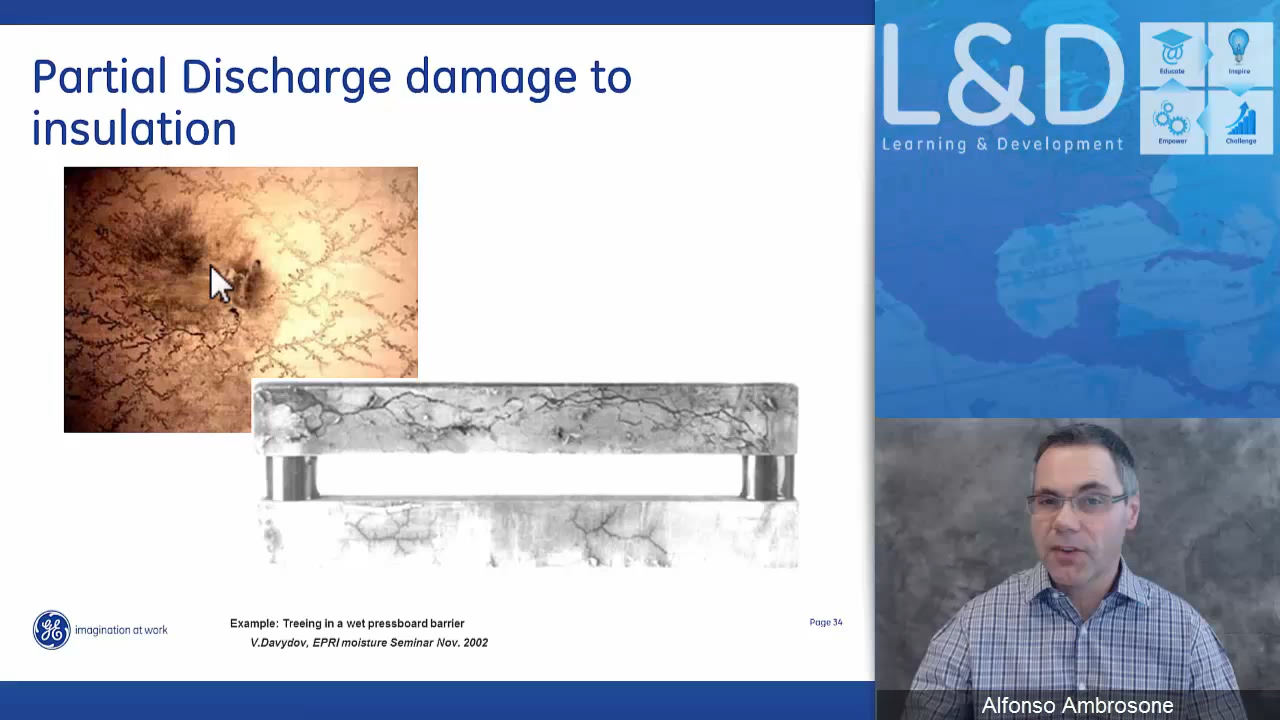 Partial Discharge damage to
insulation
imagination at work
Example: Treeing in a wet pressboard barrier
V.Davydov, EPRI moisture Seminar Nov. 2002
Page 34
L&D
Learning & Development
Educate
Inspire
Empower
Challenge
Alfonso Ambrosone